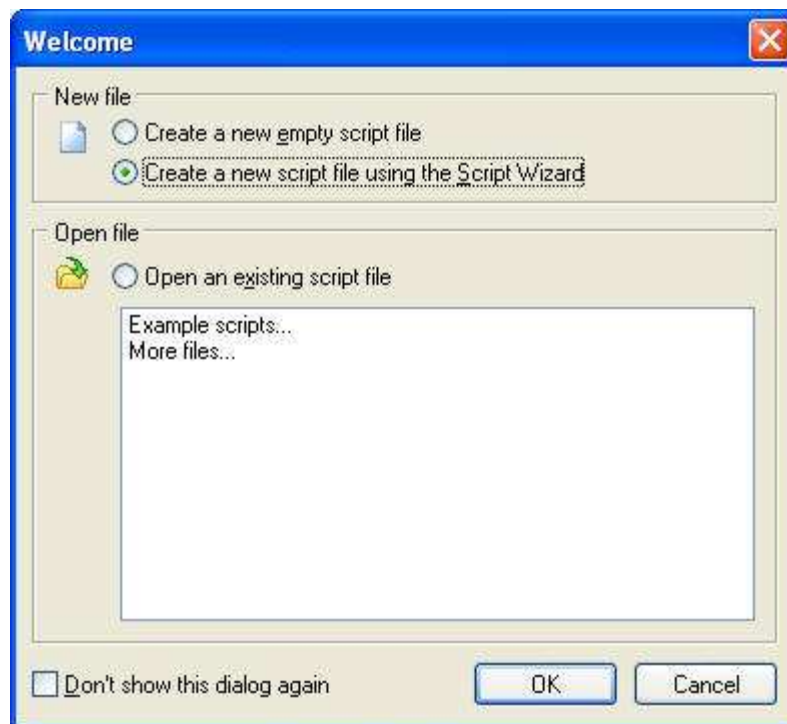 Welcome
New file
Create a new empty script file
Create a new script file using the Script Wizard
Open file
Open an existing script file
Example scripts...
More files...
Don't show this dialog again
OK
Cancel